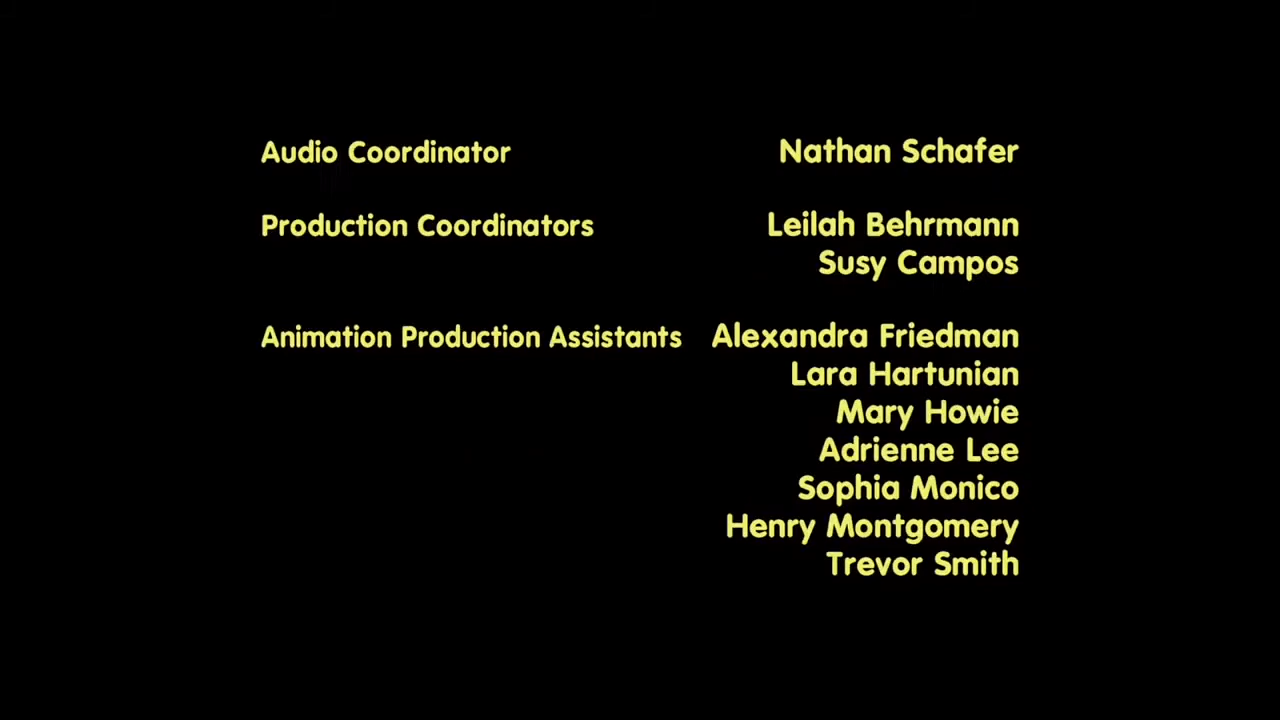 Audio Coordinator Nathan Schafer
Production Coordinators Leilah Behrmann
Susy Campos
Animation Production Assistants Alexandra Friedman
Lara Hartunian
Mary Howie
Adrienne Lee
Sophia Monico
Henry Montgomery
Trevor Smith